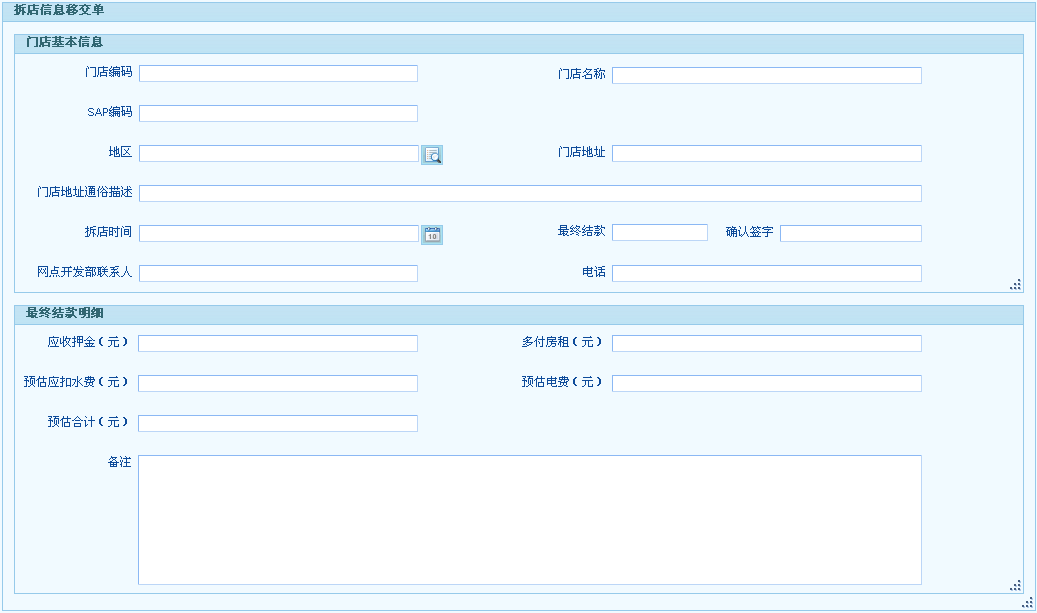 拆店信息移交单
门店基本信息
门店编码 门店名称
SAP编码
地区 门店地址
门店地址通俗描述
拆店时间 10 最终结款 确认签字
网点开发部联系人 电话
最终结款明细
应收押金（元） 多付房租（元）
预估应扣水费（元） 预估电费（元）
预估合计（元）
备注